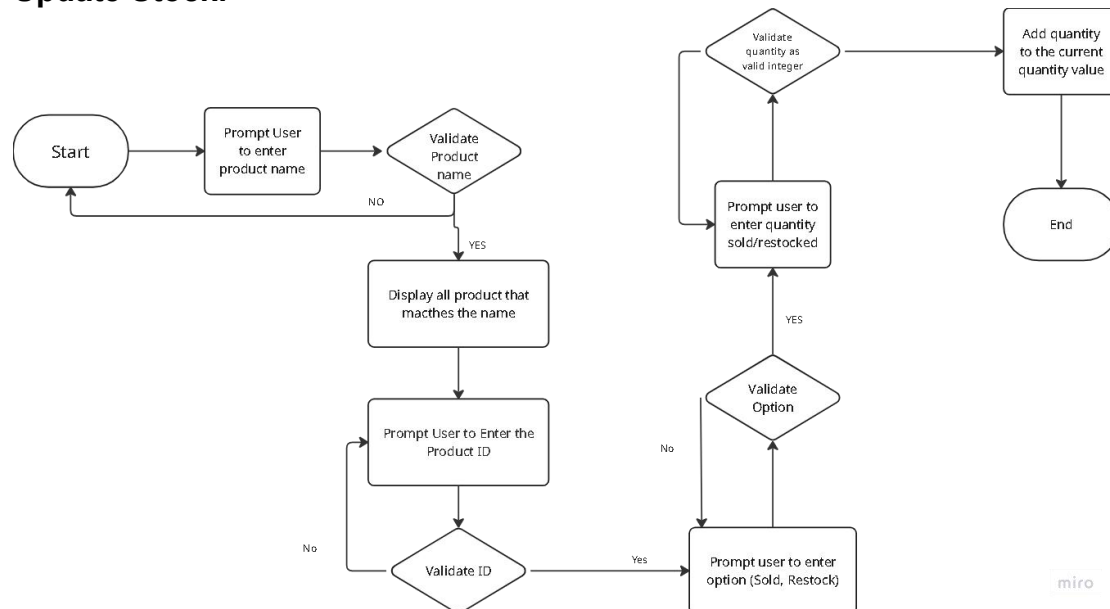 Update Stock:
Start
Prompt User
to enter
product name
Validate
Product
name
NO
YES
Display all product that
macthes the name
Prompt User to Enter the
Product ID
No
Validate ID
Yes
Prompt user to enter
option (Sold, Restock)
No
Validate
Option
YES
Prompt user to
enter quantity
sold/restocked
Validate
quantity as
valid integer
Add quantity
to the current
quantity value
End
miro